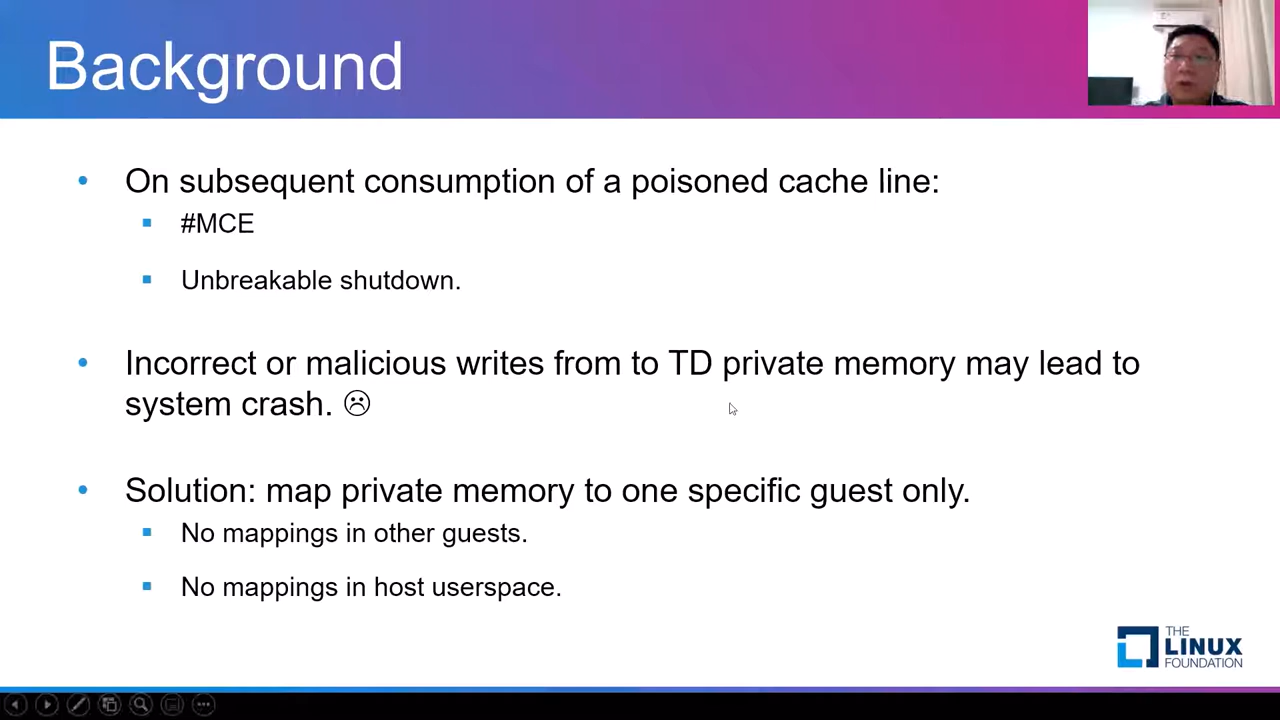 Background
On subsequent consumption of a poisoned cache line:
#MCE
Unbreakable shutdown.
Incorrect or malicious writes from to TD private memory may lead to
system crash. ☹
Solution: map private memory to one specific guest only.
No mappings in other guests.
No mappings in host userspace.
THE
LINUX
FOUNDATION